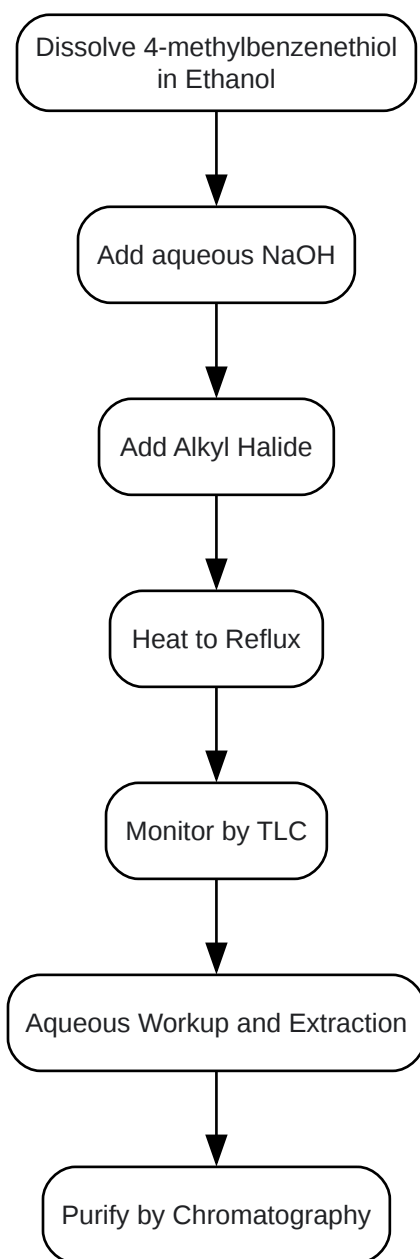 Dissolve 4-methylbenzenethiol
in Ethanol
Add aqueous NaOH
Add Alkyl Halide
Heat to Reflux
Monitor by TLC
Aqueous Workup and Extraction
Purify by Chromatography